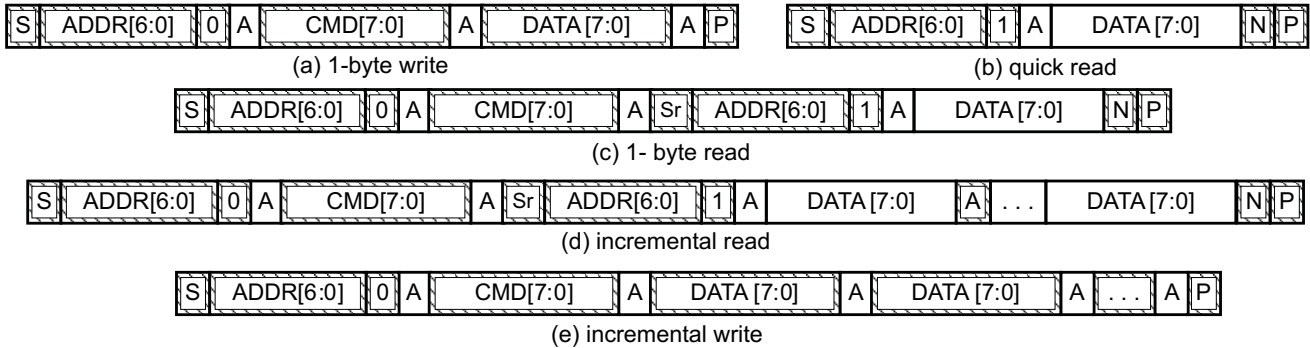 S ADDR[6:0] 0 A CMD[7:0] A DATA [7:0] A P
(a) 1-byte write
S ADDR[6:0] 1 A DATA [7:0] N P
(b) quick read
S ADDR[6:0] 0 A CMD[7:0] A Sr ADDR[6:0] 1 A DATA [7:0] N P
(c) 1- byte read
S ADDR[6:0] 0 A CMD[7:0] A Sr ADDR[6:0] 1 A DATA [7:0] A . . . DATA [7:0] N P
(d) incremental read
S ADDR[6:0] 0 A CMD[7:0] A DATA [7:0] A DATA [7:0] A . . . A P
(e) incremental write